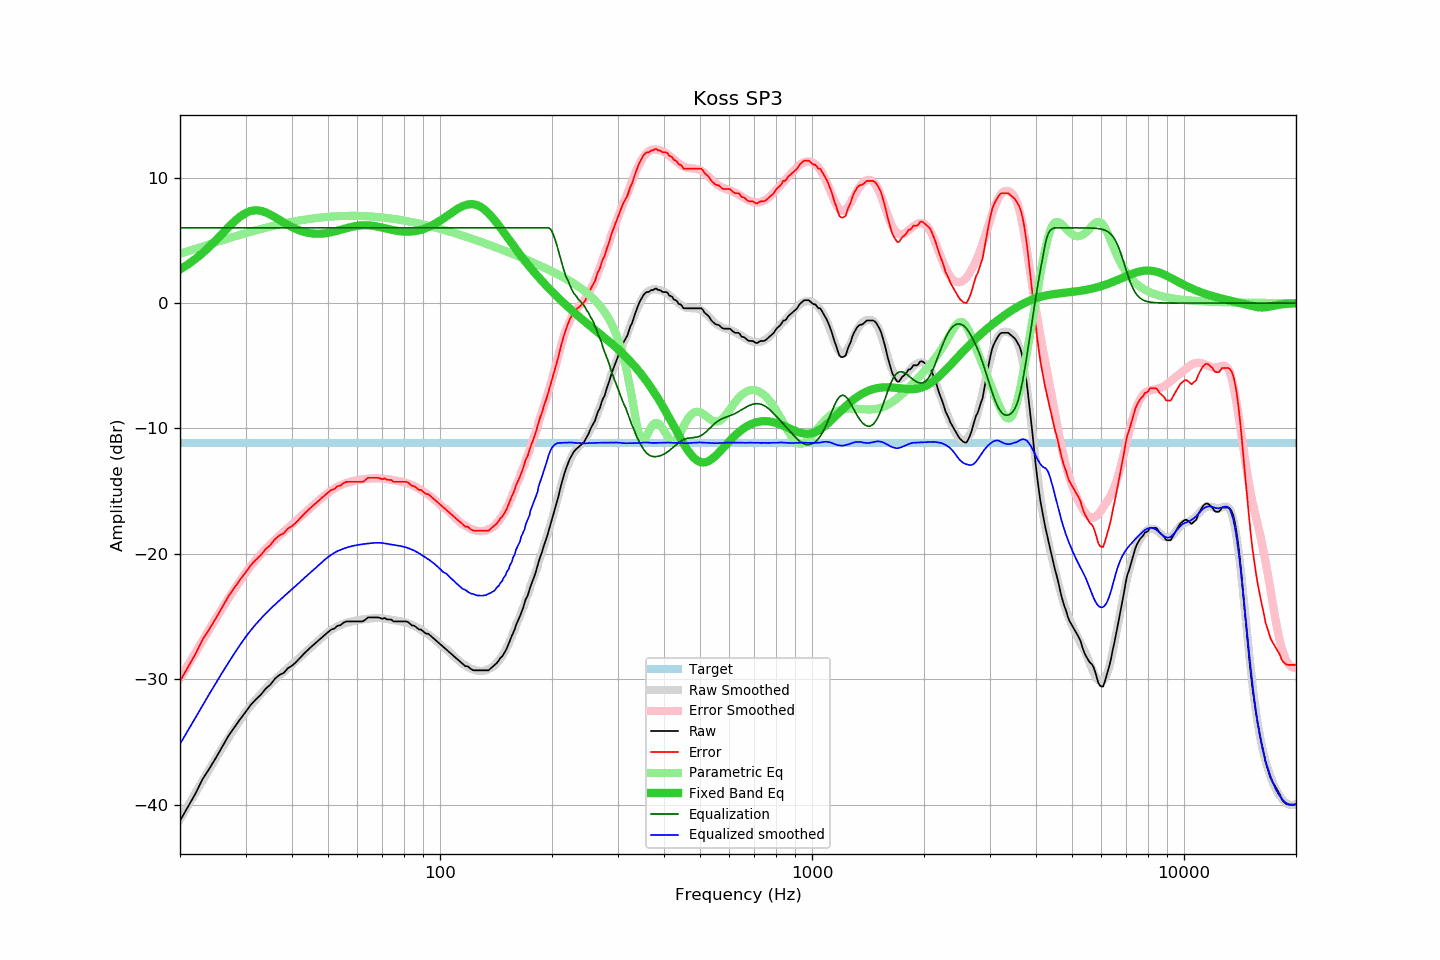 Koss SP3
Amplitude (dBr)
10
0
−10
−20
−30
−40
Target
Raw Smoothed
Error Smoothed
Raw
Error
Parametric Eq
Fixed Band Eq
Equalization
Equalized smoothed
100
1000
10000
Frequency (Hz)